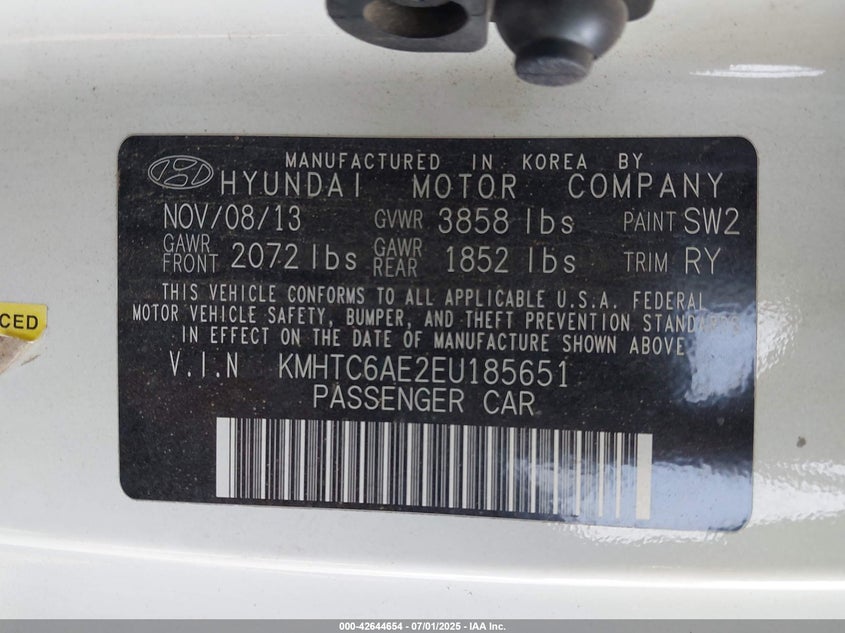 MANUFACTURED IN KOREA BY
HYUNDAI MOTOR COMPANY
NOV/08/13 GVWR 3858 lbs PAINT SW2
GAWR FRONT 2072 lbs GAWR REAR 1852 lbs TRIM RY
THIS VEHICLE CONFORMS TO ALL APPLICABLE U.S.A. FEDERAL
MOTOR VEHICLE SAFETY, BUMPER, AND THEFT PREVENTION
IN EFFECT ON THE DATE OF MANUFACTURE SHOWN ABOVE
V.I.N KMHTC6AE2EU185651
PASSENGER CAR
CED
000-42644654 - 07/01/2025 - IAA Inc.